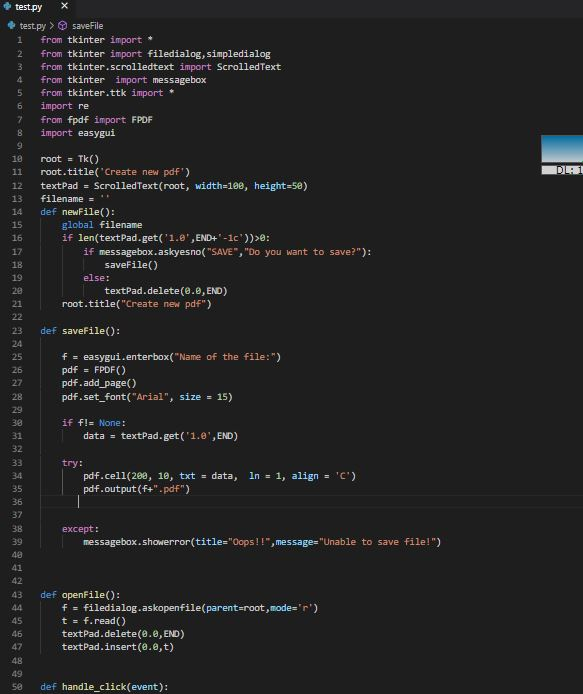 test.py ×
test.py > saveFile
1 from tkinter import *
2 from tkinter import filedialog,simpledialog
3 from tkinter.scrolledtext import ScrolledText
4 from tkinter  import messagebox
5 from tkinter.ttk import *
6 import re
7 from fpdf import FPDF
8 import easygui
9
10 root = Tk()
11 root.title('Create new pdf')
12 textPad = ScrolledText(root, width=100, height=50)
13 filename = ''
14 def newFile():
15     global filename
16     if len(textPad.get('1.0',END+'-1c'))>0:
17         if messagebox.askyesno("SAVE","Do you want to save?"):
18             saveFile()
19         else:
20             textPad.delete(0.0,END)
21     root.title("Create new pdf")
22
23 def saveFile():
24
25     f = easygui.enterbox("Name of the file:")
26     pdf = FPDF()
27     pdf.add_page()
28     pdf.set_font("Arial", size = 15)
29
30     if f!= None:
31         data = textPad.get('1.0',END)
32
33     try:
34         pdf.cell(200, 10, txt = data,  ln = 1, align = 'C')
35         pdf.output(f+".pdf")
36
37
38     except:
39         messagebox.showerror(title="Oops!!",message="Unable to save file!")
40
41
42
43 def openFile():
44     f = filedialog.askopenfile(parent=root,mode='r')
45     t = f.read()
46     textPad.delete(0.0,END)
47     textPad.insert(0.0,t)
48
49
50 def handle_click(event):
DL: 1